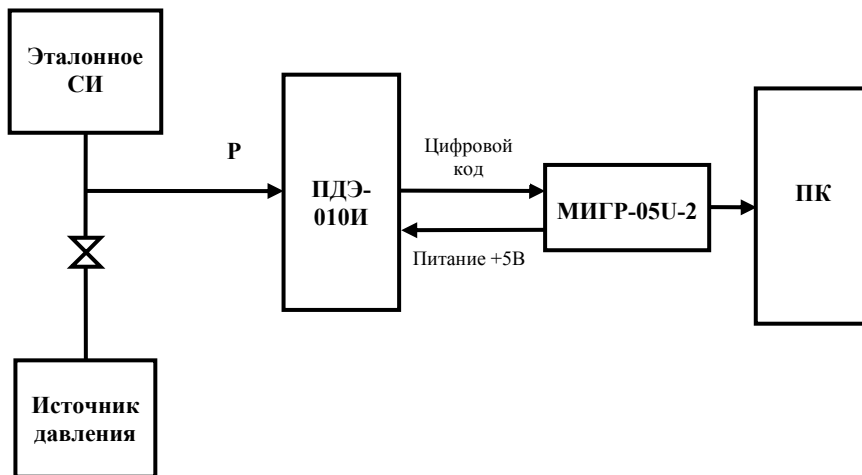 Эталонное
СИ
P
ПДЭ-
010И
Цифровой
код
Питание +5В
МИГР-05U-2
ПК
Источник
давления